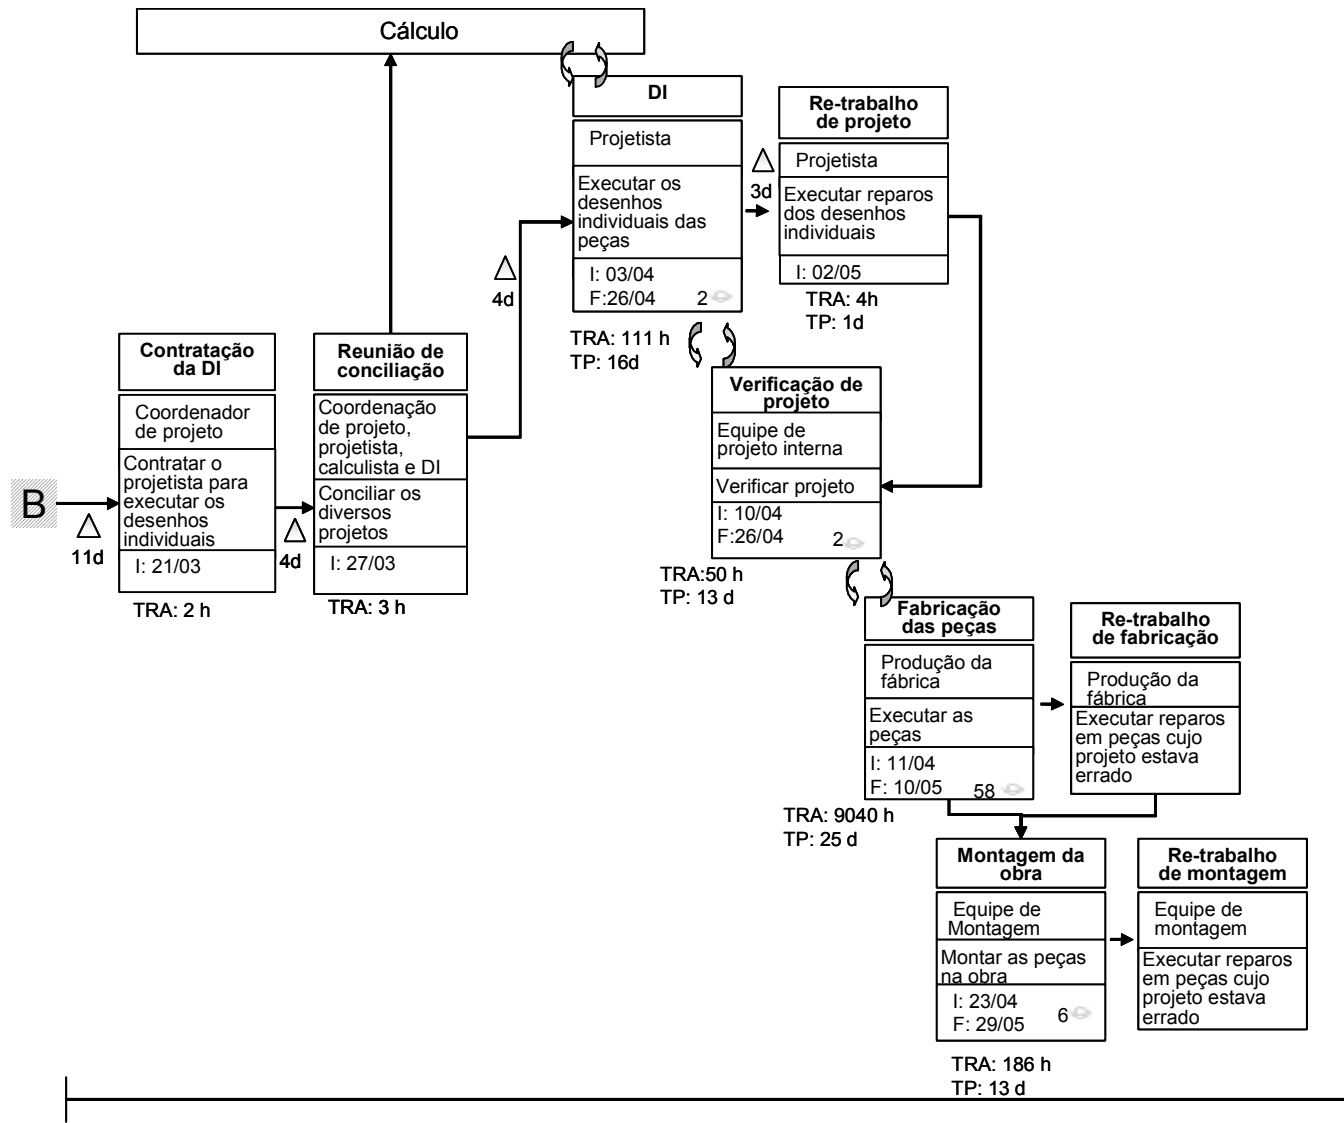 Cálculo
DI
Projetista
Executar os
desenhos
individuais das
peças
I: 03/04
F:26/04 2
TRA: 111 h
TP: 16d
3d
Re-trabalho
de projeto
Projetista
Executar reparos
dos desenhos
individuais
I: 02/05
TRA: 4h
TP: 1d
4d
B
11d
Contratação
da DI
Coordenador
de projeto
Contratar o
projetista para
executar os
desenhos
individuais
I: 21/03
TRA: 2 h
4d
Reunião de
conciliação
Coordenação
de projeto,
projetista,
calculista e DI
Conciliar os
diversos
projetos
I: 27/03
TRA: 3 h
Verificação de
projeto
Equipe de
projeto interna
Verificar projeto
I: 10/04
F:26/04 2
TRA:50 h
TP: 13 d
Fabricação
das peças
Produção da
fábrica
Executar as
peças
I: 11/04
F: 10/05 58
TRA: 9040 h
TP: 25 d
Re-trabalho
de fabricação
Produção da
fábrica
Executar reparos
em peças cujo
projeto estava
errado
Montagem da
obra
Equipe de
Montagem
Montar as peças
na obra
I: 23/04
F: 29/05 6
TRA: 186 h
TP: 13 d
Re-trabalho
de montagem
Equipe de
montagem
Executar reparos
em peças cujo
projeto estava
errado